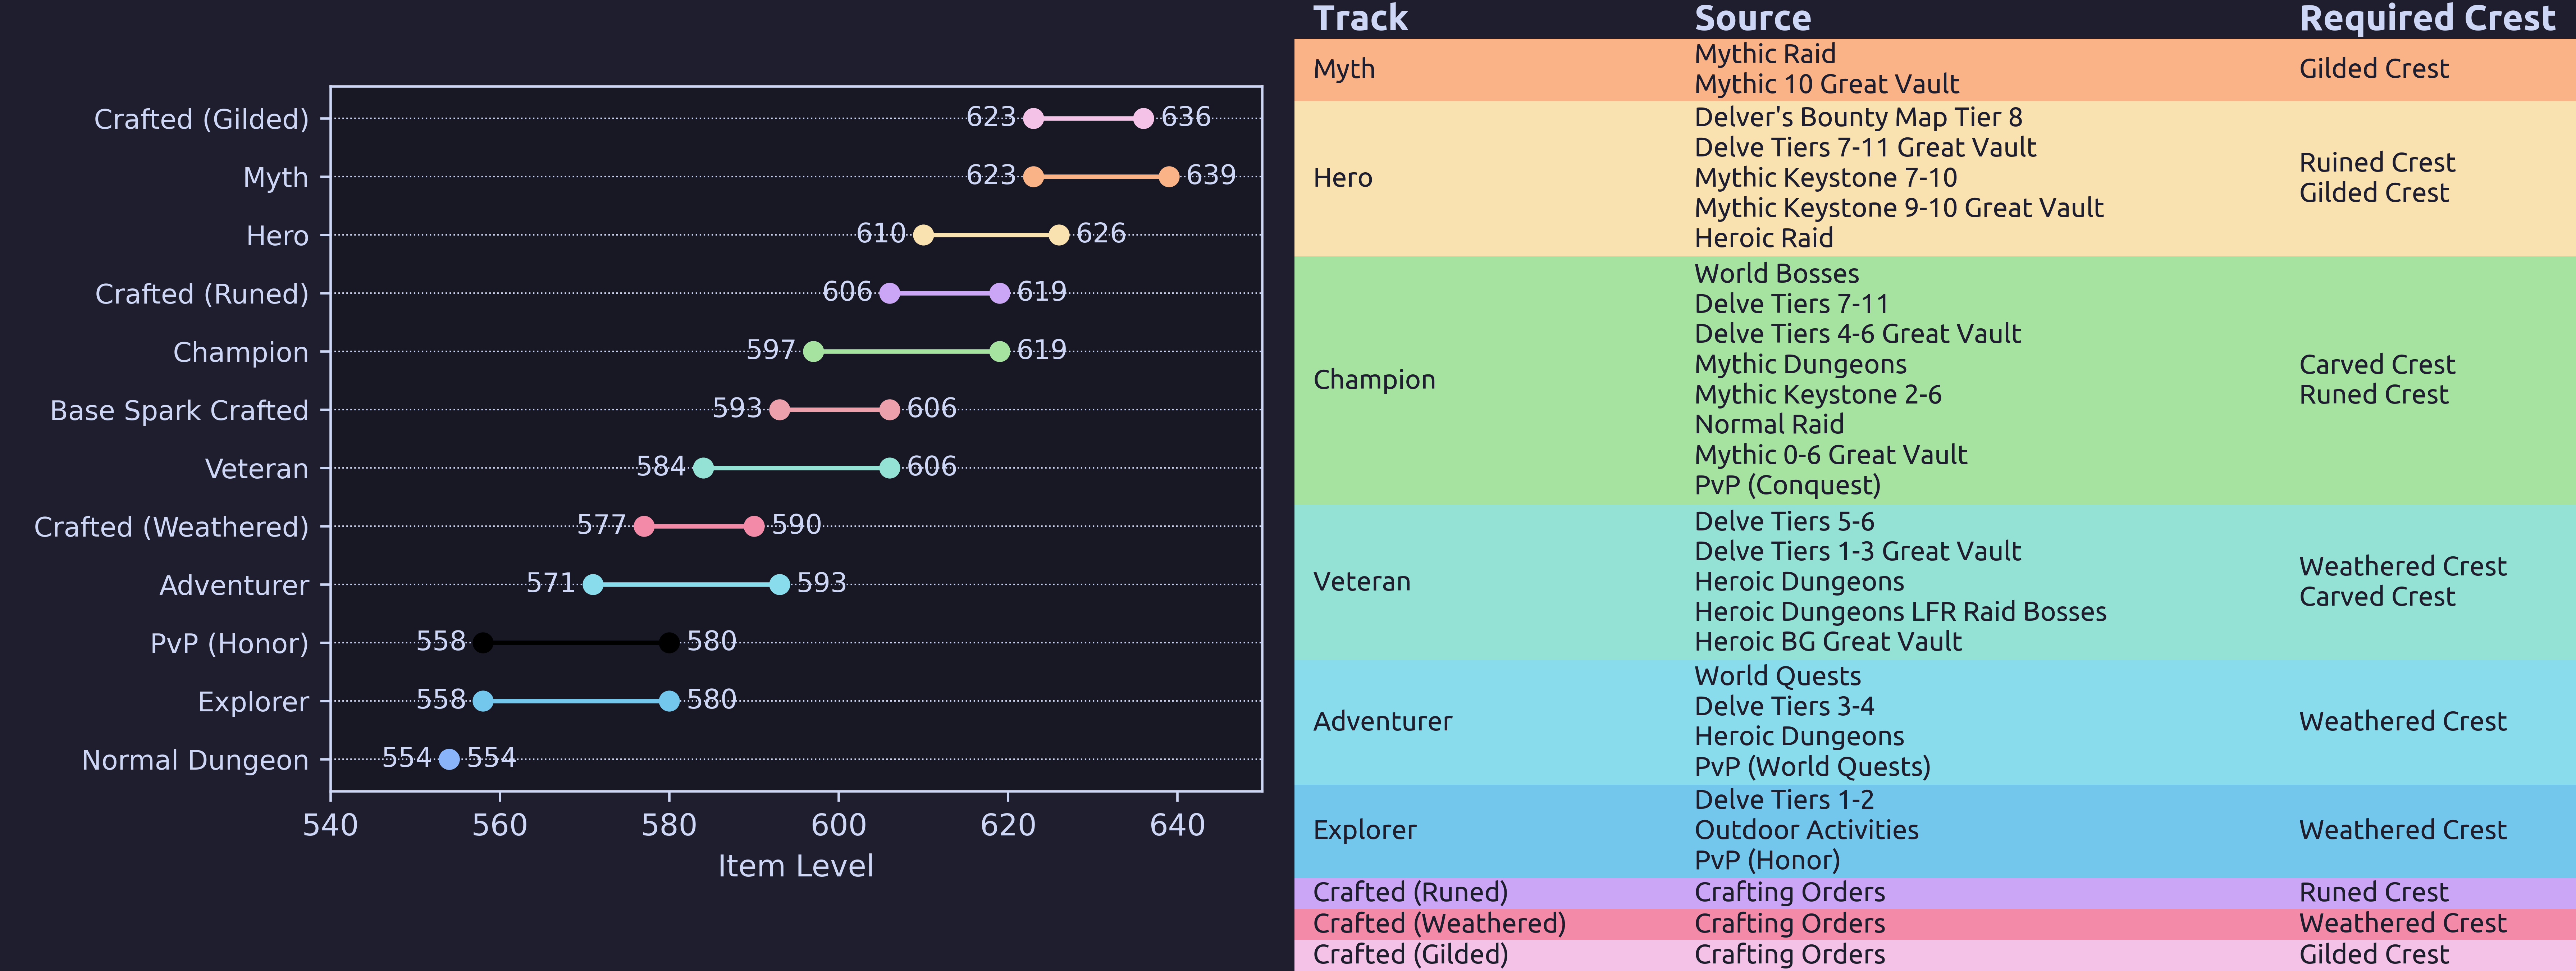 Crafted (Gilded) 623 636
Myth 623 639
Hero 610 626
Crafted (Runed) 606 619
Champion 597 619
Base Spark Crafted 593 606
Veteran 584 606
Crafted (Weathered) 577 590
Adventurer 571 593
PvP (Honor) 558 580
Explorer 558 580
Normal Dungeon 554 554
540 560 580 600 620 640
Item Level
Track Source Required Crest
Myth
Mythic Raid
Mythic 10 Great Vault
Gilded Crest
Hero
Delver's Bounty Map Tier 8
Delve Tiers 7-11 Great Vault
Mythic Keystone 7-10
Mythic Keystone 9-10 Great Vault
Heroic Raid
Ruined Crest
Gilded Crest
Champion
World Bosses
Delve Tiers 7-11
Delve Tiers 4-6 Great Vault
Mythic Dungeons
Mythic Keystone 2-6
Normal Raid
Mythic 0-6 Great Vault
PvP (Conquest)
Carved Crest
Runed Crest
Veteran
Delve Tiers 5-6
Delve Tiers 1-3 Great Vault
Heroic Dungeons
Heroic Dungeons LFR Raid Bosses
Heroic BG Great Vault
Weathered Crest
Carved Crest
Adventurer
World Quests
Delve Tiers 3-4
Heroic Dungeons
PvP (World Quests)
Weathered Crest
Explorer
Delve Tiers 1-2
Outdoor Activities
PvP (Honor)
Weathered Crest
Crafted (Runed) Crafting Orders Runed Crest
Crafted (Weathered) Crafting Orders Weathered Crest
Crafted (Gilded) Crafting Orders Gilded Crest